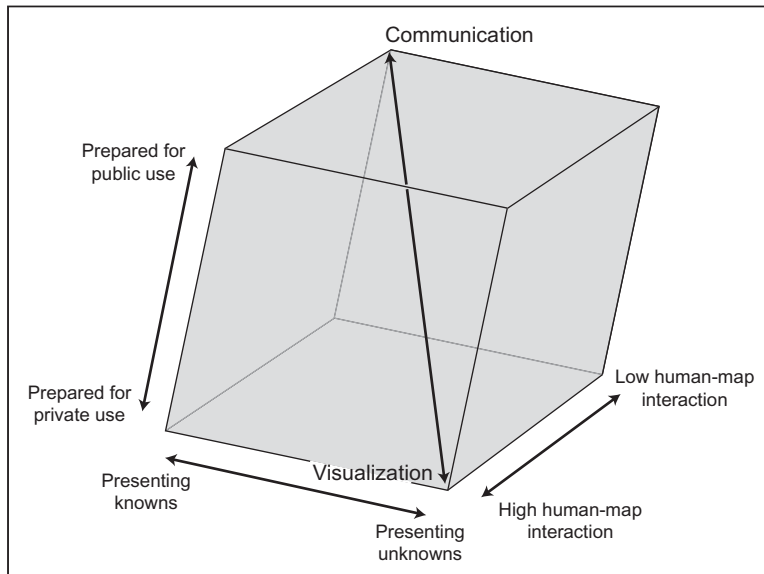 Communication
Prepared for
public use
Prepared for
private use
Low human-map
interaction
Visualization
Presenting
knowns
High human-map
interaction
Presenting
unknowns